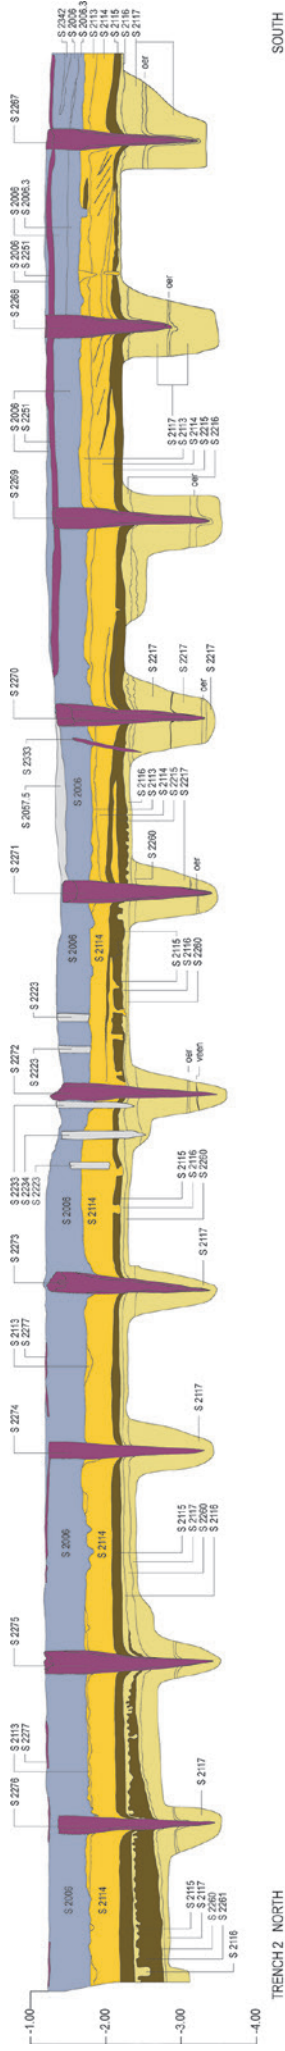 S 2276
S 2113
S 2277
S 2275
S 2274
S 2113
S 2277
S 2273
S 2233
S 2234
S 2223
S 2272
S 2223
S 2223
S 2271
S 2057.5
S 2333
S 2270
S 2269
S 2006
S 2251
S 2268
S 2006
S 2251
S 2006
S 2006.3
S 2267
S 2342
S 2006
S 2006.3
S 2113
S 2114
S 2115
S 2116
S 2117
-1.00
-2.00
-3.00
-4.00
S 2006
S 2006
S 2006
S 2006
S 2006
S 2114
S 2114
S 2114
S 2114
S 2115
S 2117
S 2260
S 2261
S 2116
S 2117
S 2115
S 2117
S 2260
S 2116
S 2117
S 2117
S 2115
S 2116
S 2260
oer
veen
S 2115
S 2116
S 2260
oer
S 2116
S 2113
S 2114
S 2215
S 2217
S 2260
S 2217
S 2217
oer
S 2217
oer
S 2117
S 2113
S 2114
S 2215
S 2216
oer
oer
TRENCH 2 NORTH
SOUTH